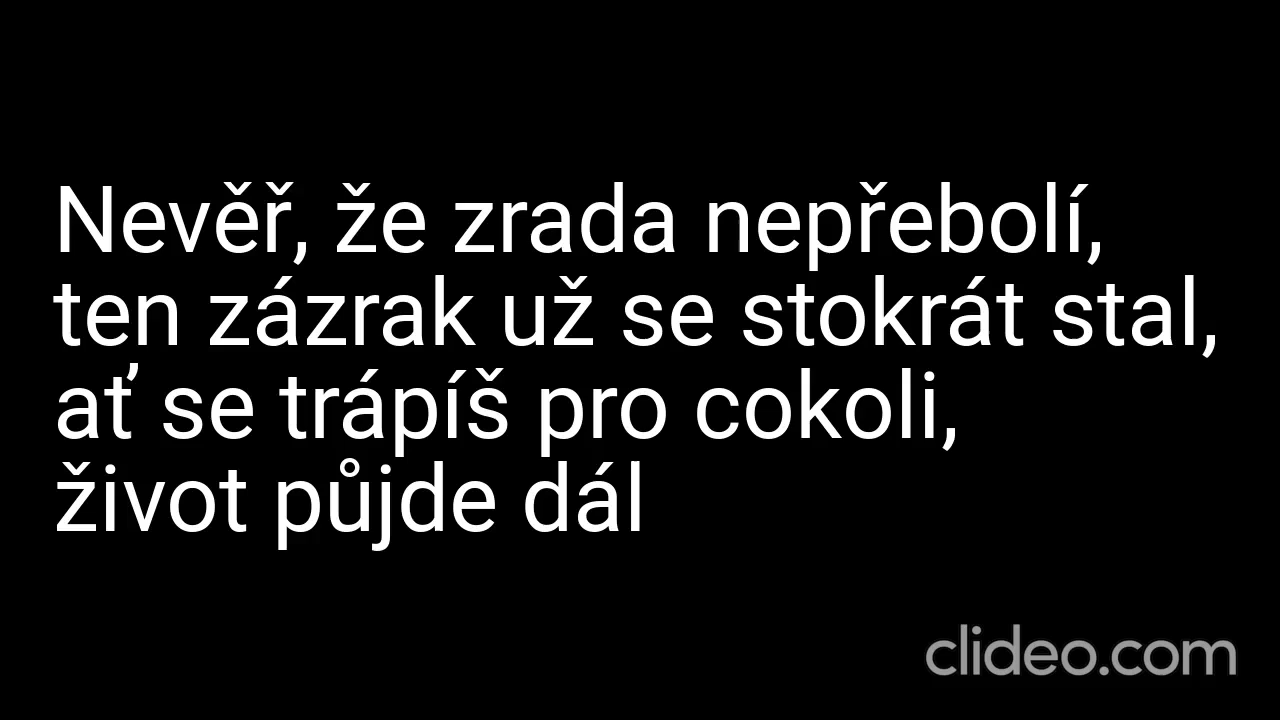 Nevěř, že zrada nepřebolí,
ten zázrak už se stokrát stal,
ať se trápíš pro cokoli,
život půjde dál
clideo.com